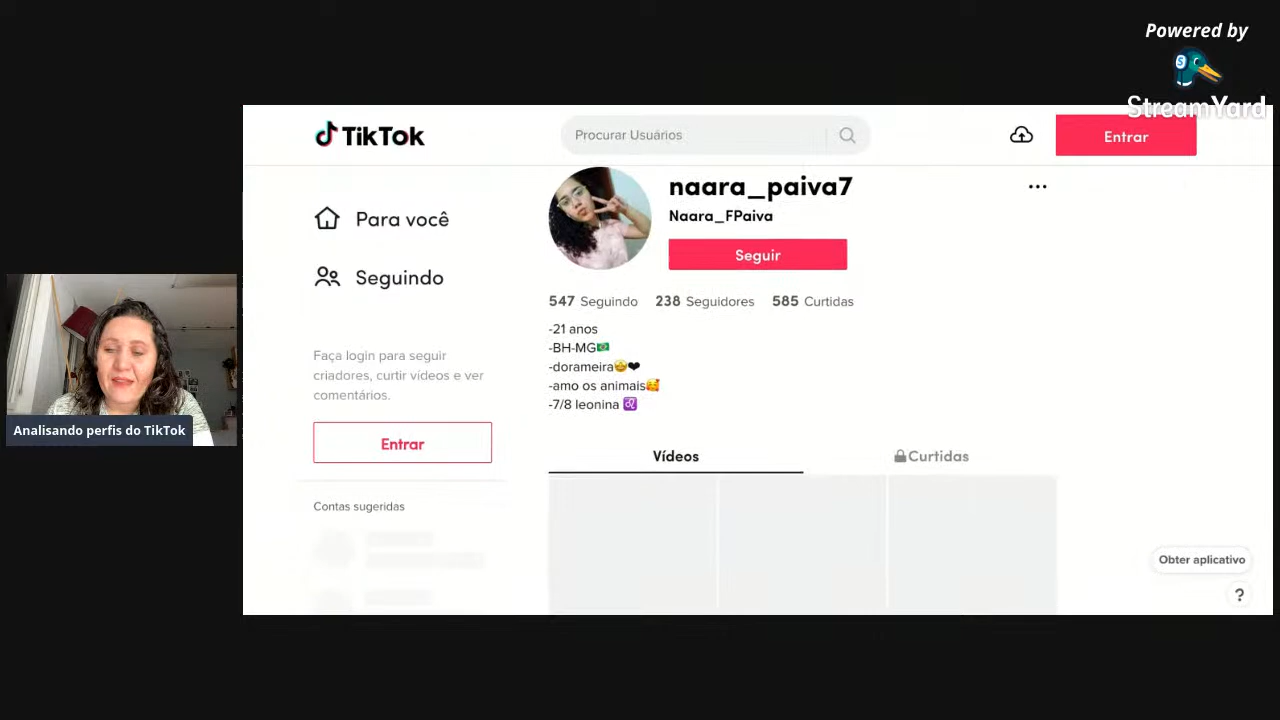 Powered by
StreamYard
TikTok
Procurar Usuários
Entrar
naara_paiva7
Naara_FPaiva
Seguir
Para você
Seguindo
547 Seguindo 238 Seguidores 585 Curtidas
-21 anos
-BH-MG🇧🇷
-dorameira🤩❤
-amo os animais🥰
-7/8 leonina ♌
Faça login para seguir
criadores, curtir vídeos e ver
comentários.
Entrar
Analisando perfis do TikTok
Vídeos
Curtidas
Contas sugeridas
Obter aplicativo
?